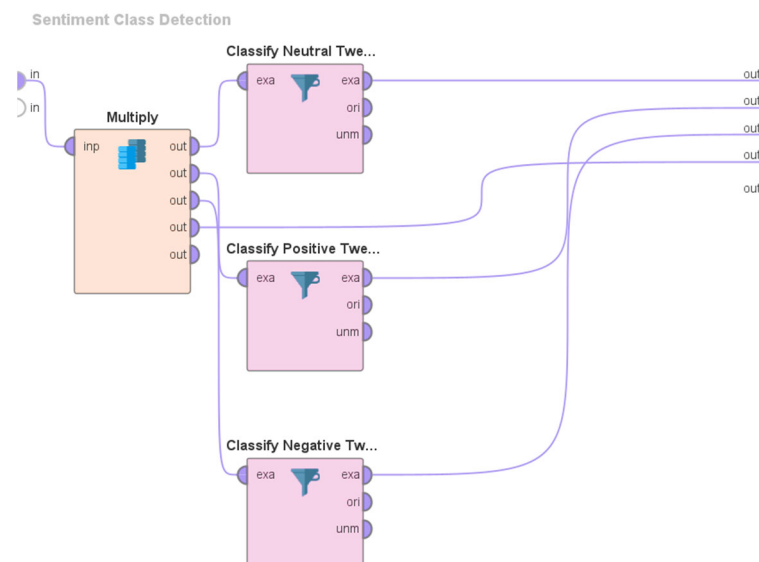 Sentiment Class Detection
Classify Neutral Twe...
in
exa
exa
out
in
ori
out
Multiply
unm
out
inp
out
out
out
out
out
out
Classify Positive Twe...
out
exa
exa
ori
unm
Classify Negative Tw...
exa
exa
ori
unm